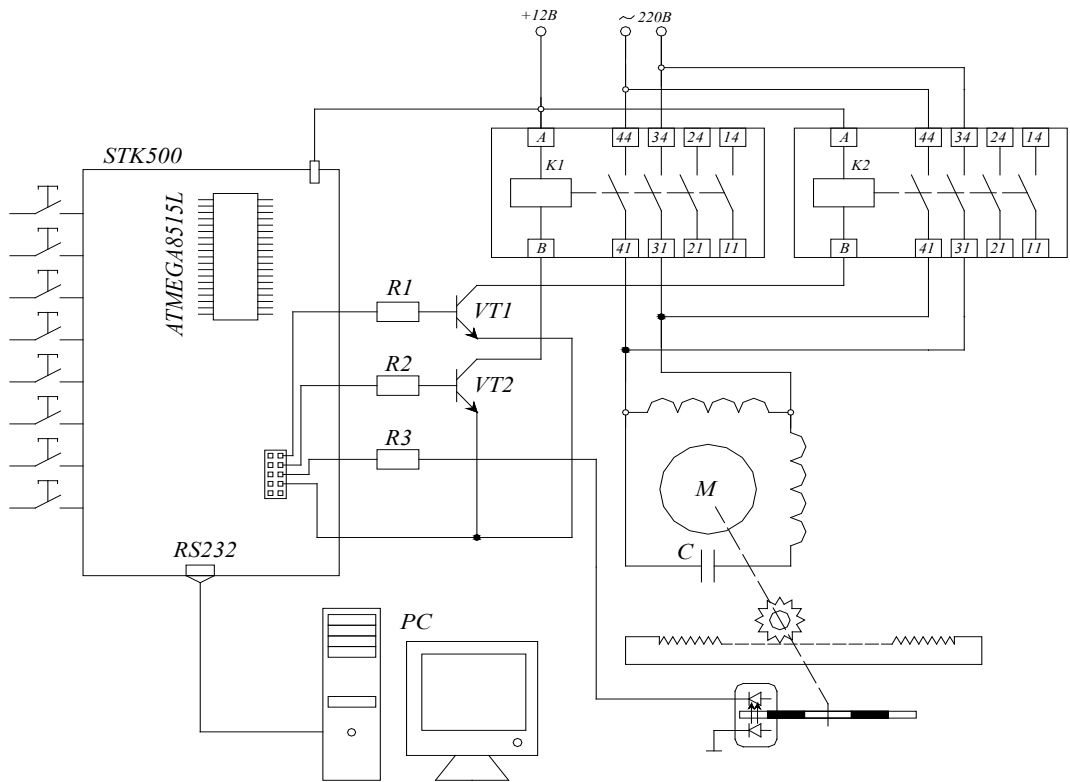 +12В
~ 220В
A 44 34 24 14
K1
B 41 31 21 11
A 44 34 24 14
K2
B 41 31 21 11
STK500
ATMEGA8515L
R1
VT1
R2
VT2
R3
RS232
PC
M
C